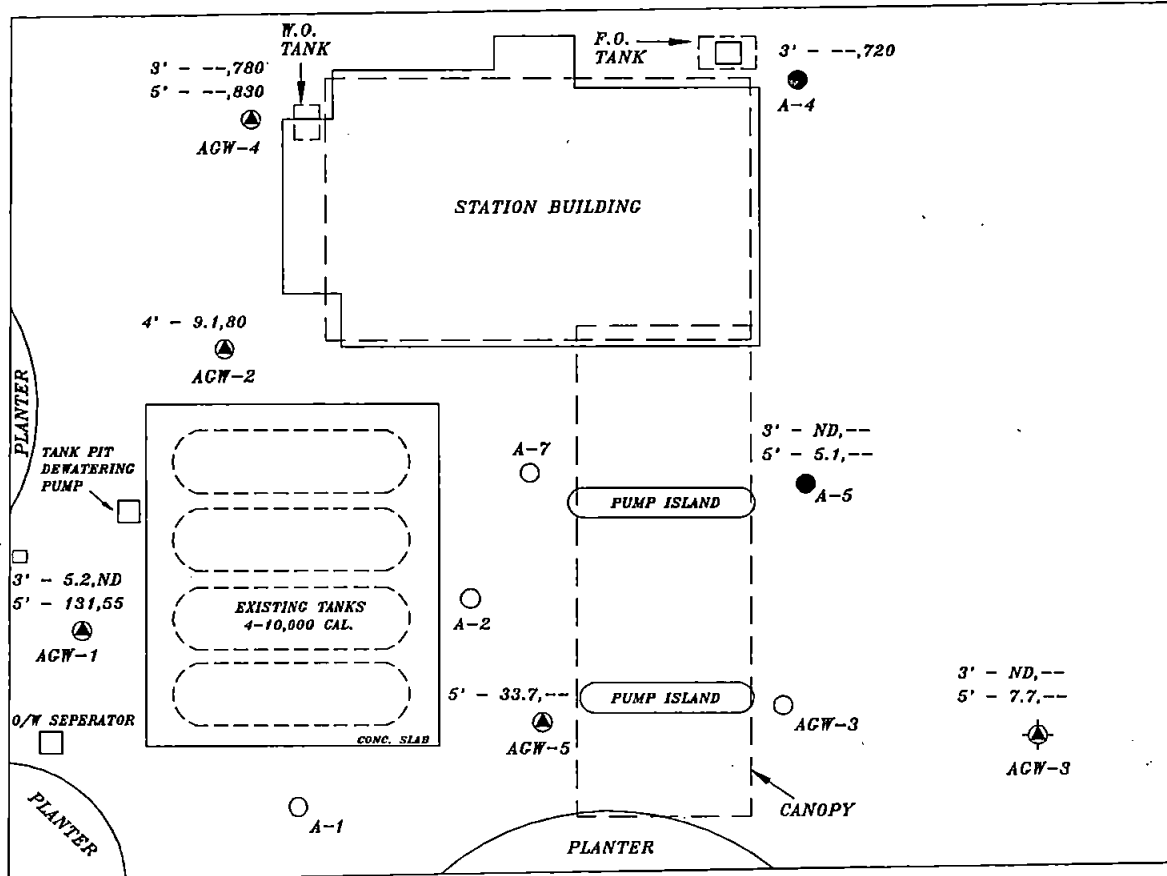 W.O.
TANK
3' - --,780
5' - --,830
AGW-4
F.O.
TANK
3' - --,720
A-4
STATION BUILDING
4' - 9.1,80
AGW-2
PLANTER
TANK PIT
DEWATERING
PUMP
A-7
3' - ND,--
5' - 5.1,--
A-5
PUMP ISLAND
3' - 5.2,ND
5' - 131,55
AGW-1
EXISTING TANKS
4-10,000 CAL.
A-2
O/W SEPERATOR
CONC. SLAB
5' - 33.7,--
AGW-5
PUMP ISLAND
AGW-3
3' - ND,--
5' - 7.7,--
AGW-3
CANOPY
PLANTER
A-1
PLANTER